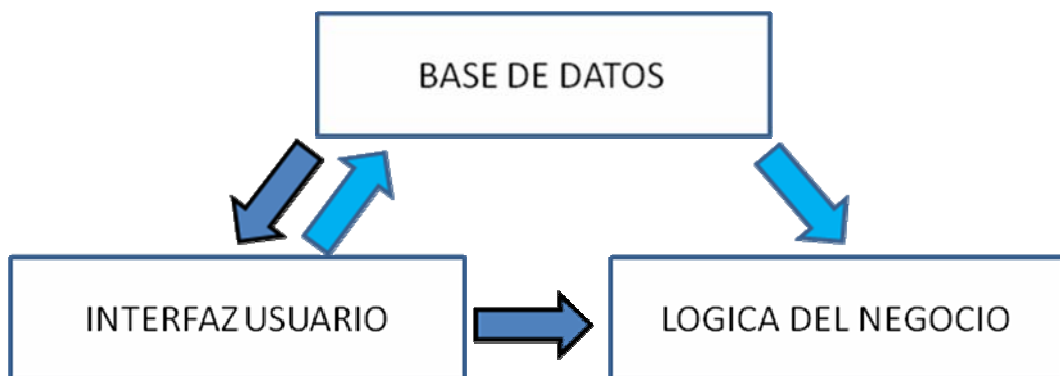 BASE DE DATOS
INTERFAZ USUARIO
LOGICA DEL NEGOCIO